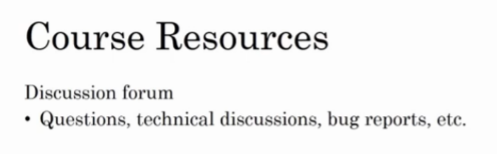 Course Resources
Discussion forum
• Questions, technical discussions, bug reports, etc.